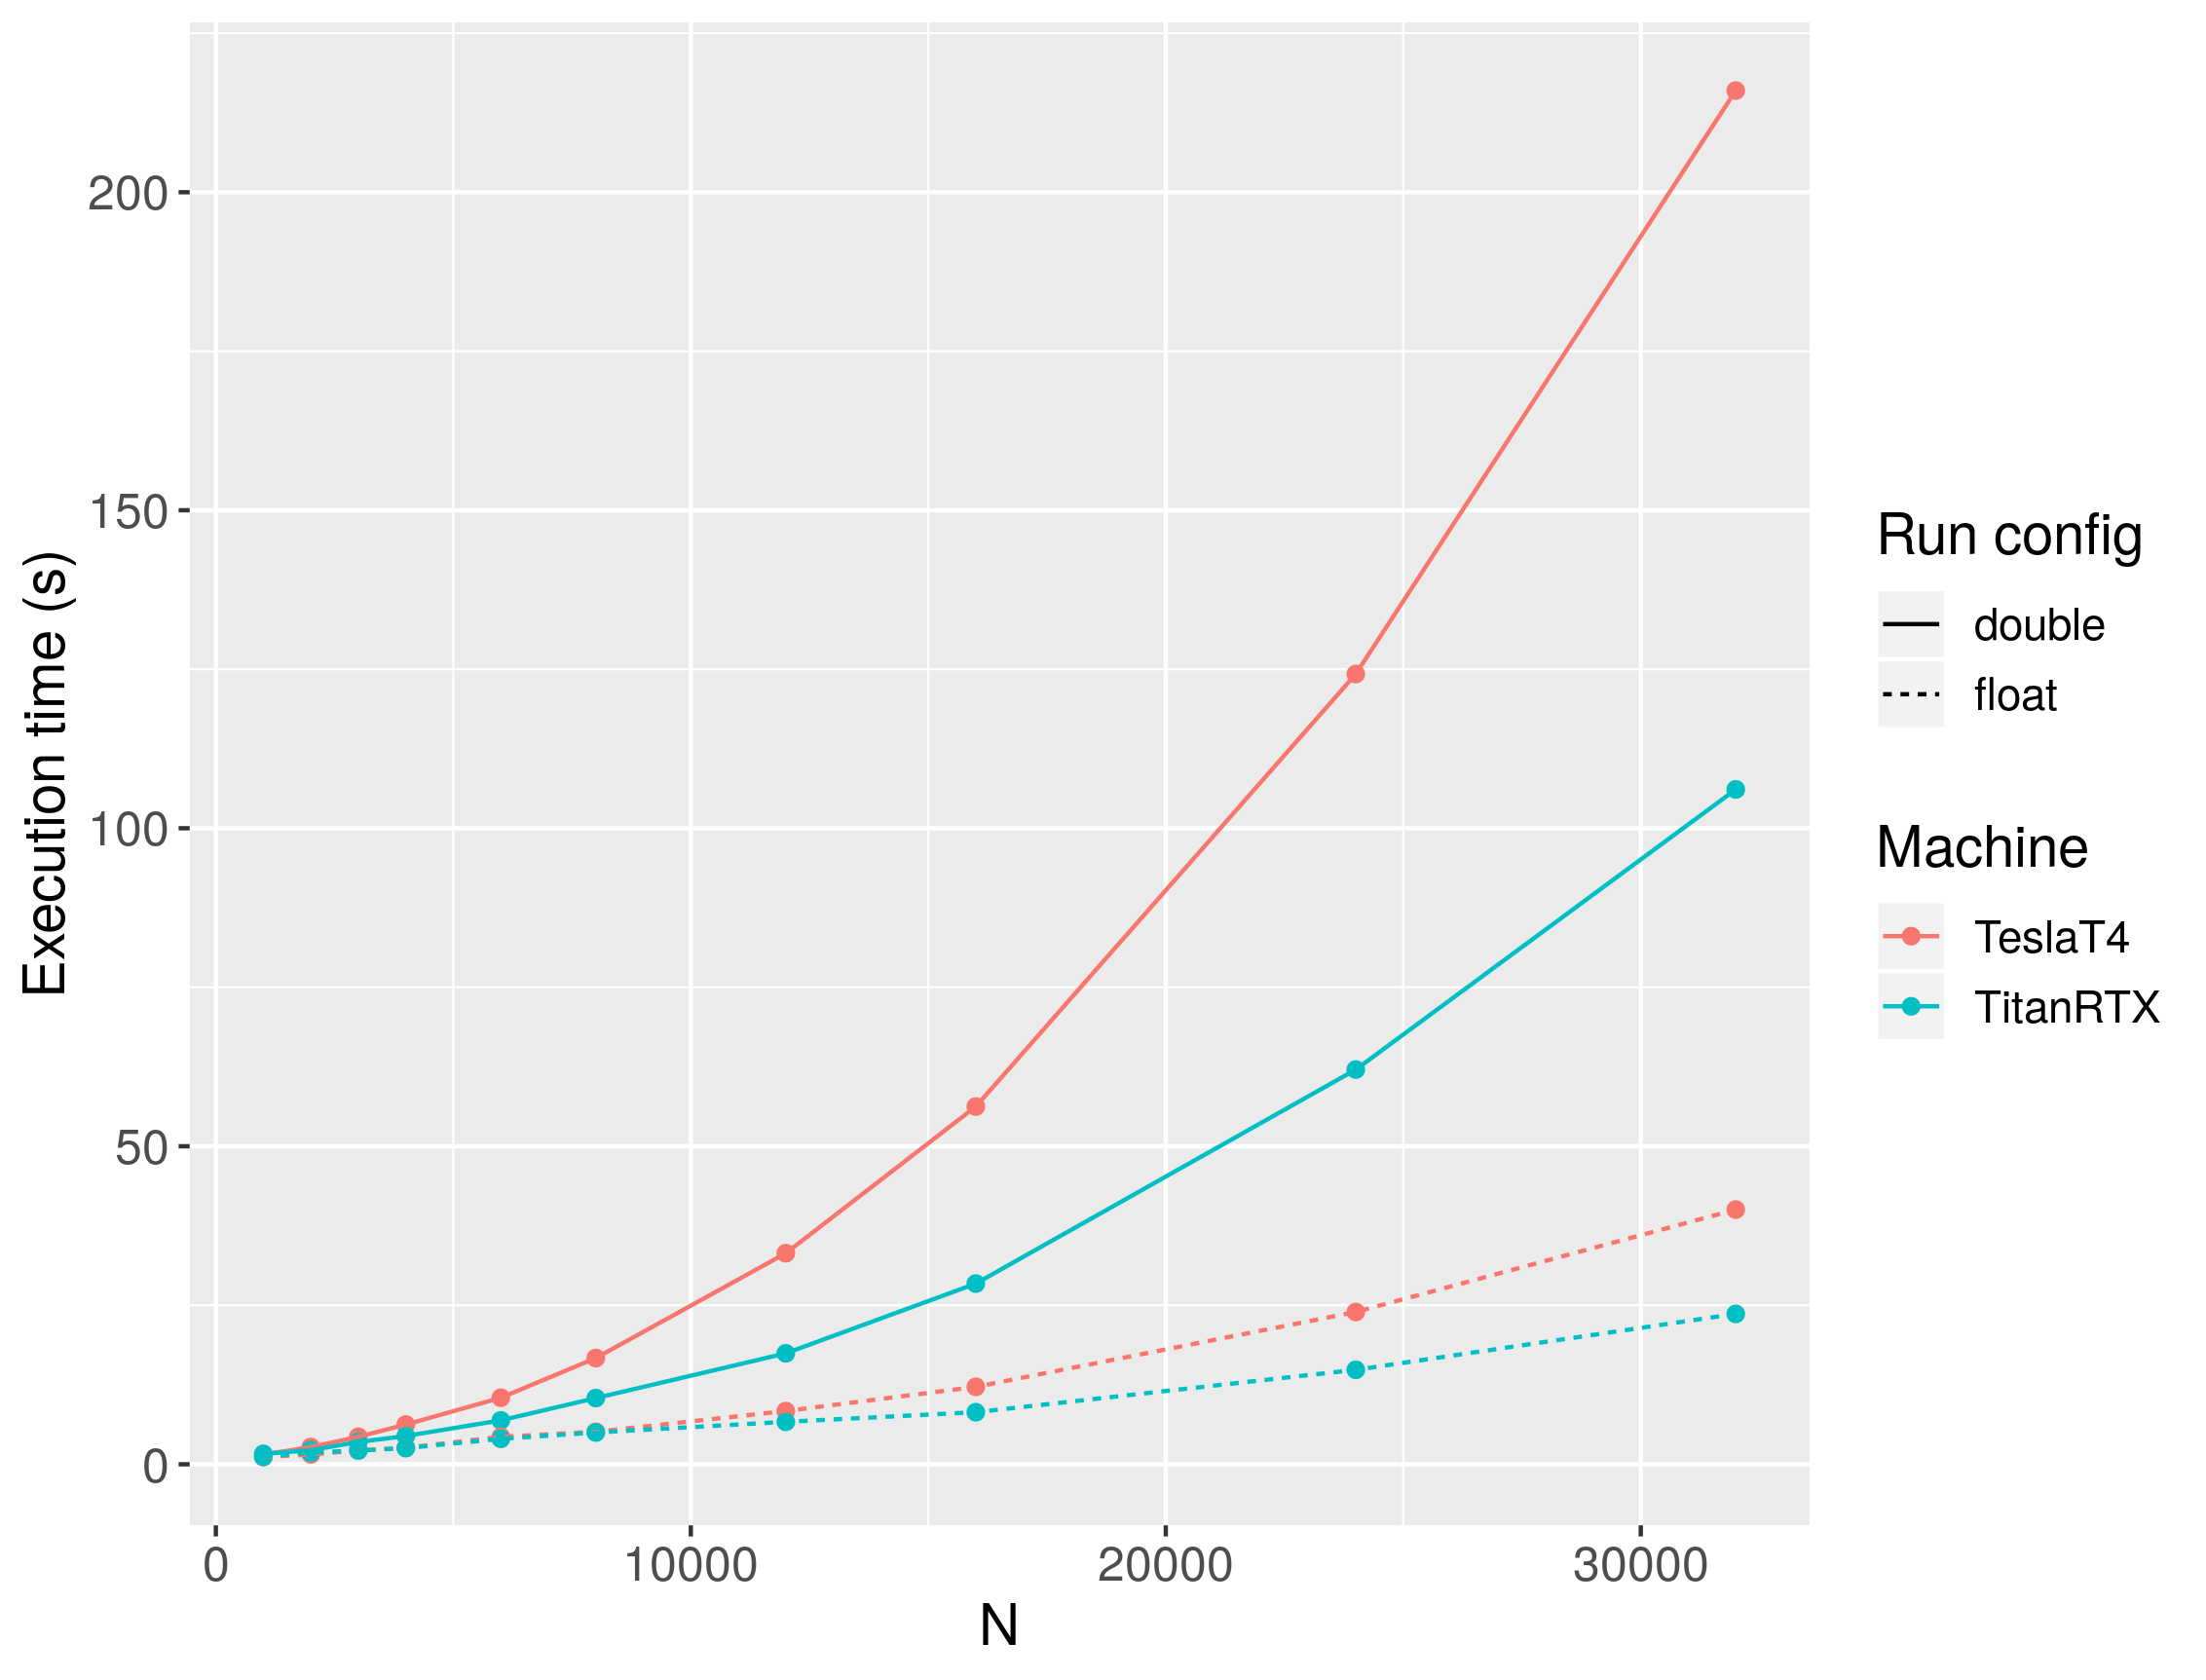 Execution time (s)
200
150
100
50
0
0 10000 20000 30000
N
Run config
double
float
Machine
TeslaT4
TitanRTX